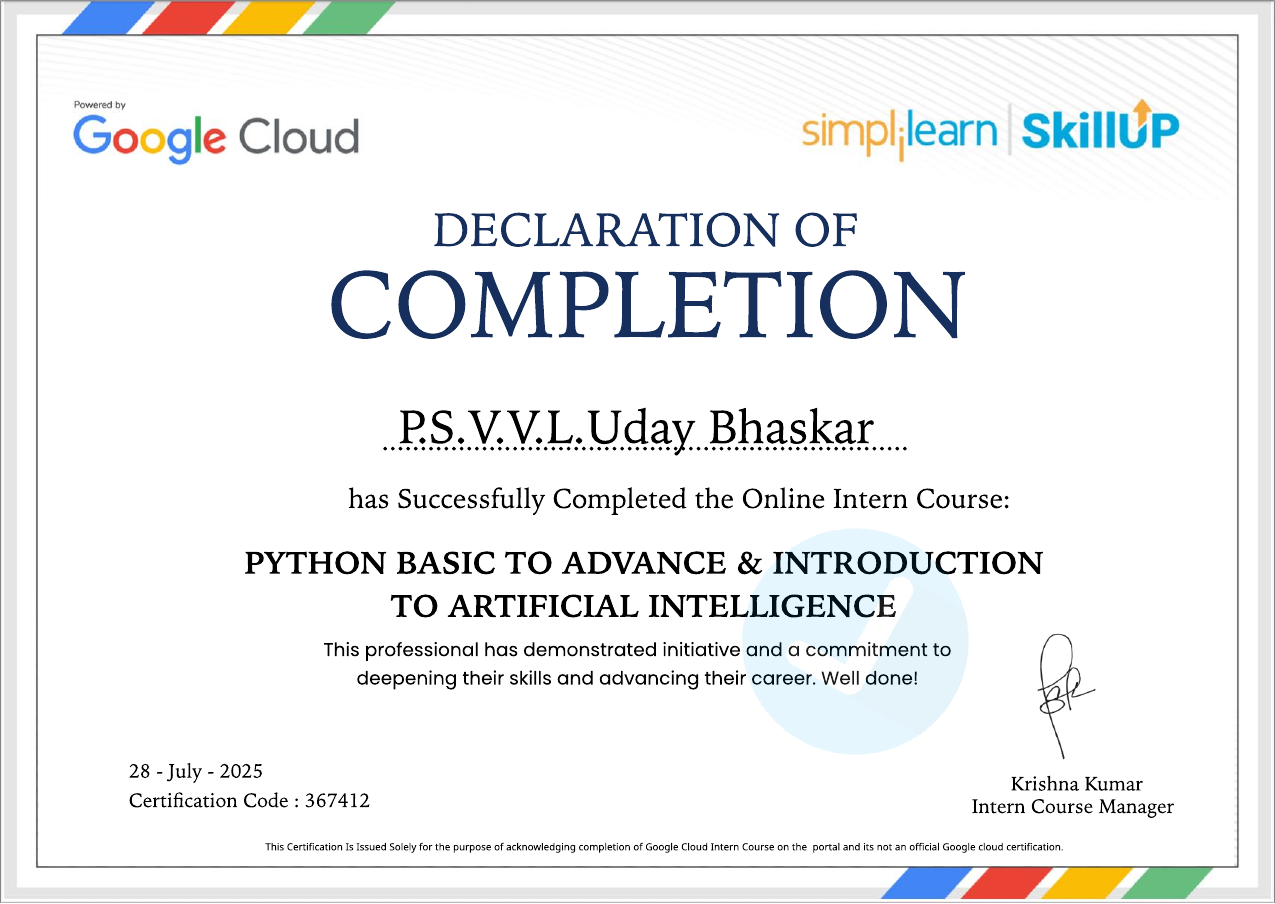 Powered by
Google Cloud
simplilearn | SkillUP
DECLARATION OF
COMPLETION
P.S.V.V.L.Uday Bhaskar
has Successfully Completed the Online Intern Course:
PYTHON BASIC TO ADVANCE & INTRODUCTION
TO ARTIFICIAL INTELLIGENCE
This professional has demonstrated initiative and a commitment to
deepening their skills and advancing their career. Well done!
28 - July - 2025
Certification Code : 367412
Krishna Kumar
Intern Course Manager
This Certification Is Issued Solely for the purpose of acknowledging completion of Google Cloud Intern Course on the portal and its not an official Google cloud certification.